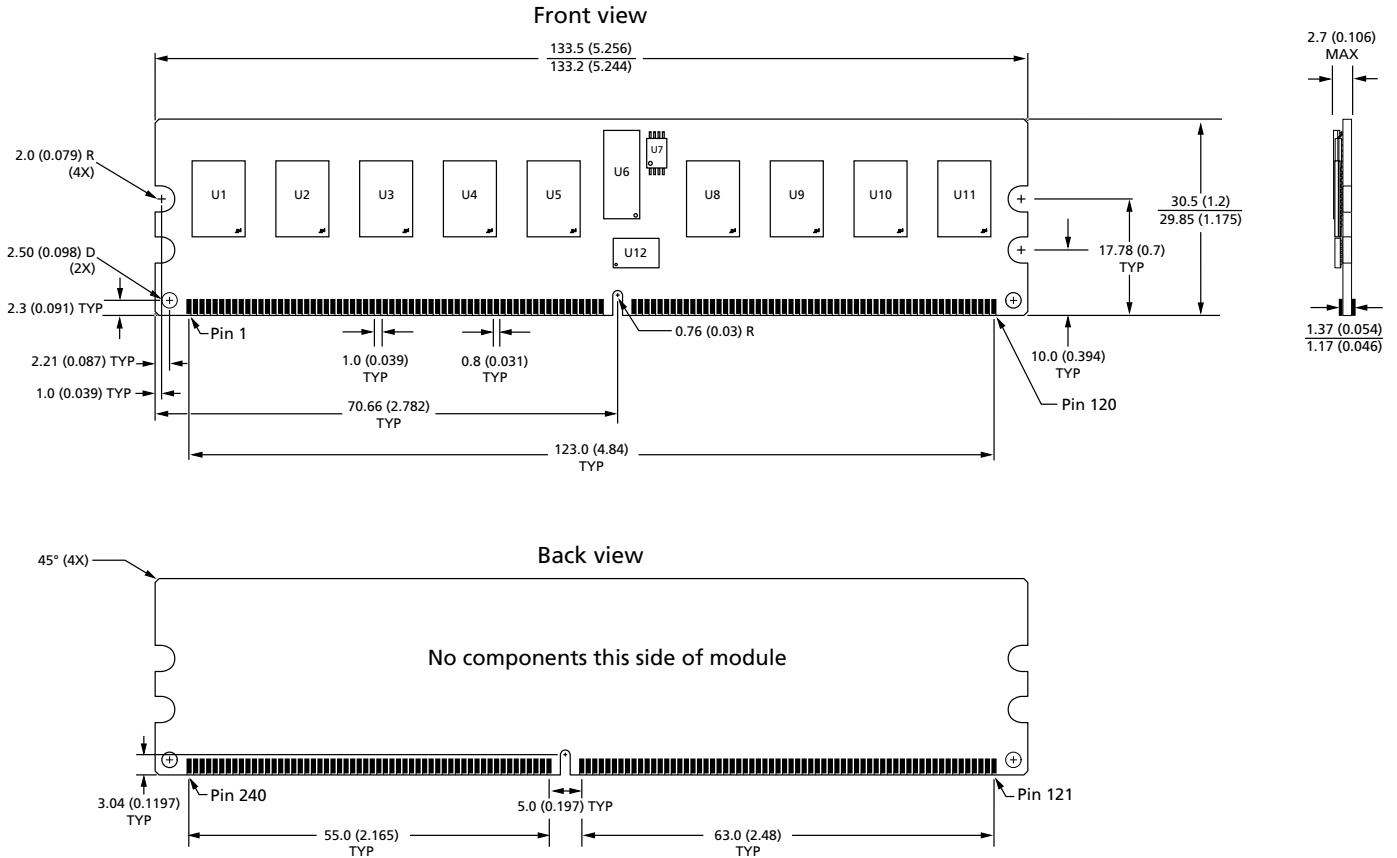 Front view
133.5 (5.256)
133.2 (5.244)
2.7 (0.106)
MAX
2.0 (0.079) R
(4X)
U1
U2
U3
U4
U5
U6
U7
U8
U9
U10
U11
U12
30.5 (1.2)
29.85 (1.175)
2.50 (0.098) D
(2X)
17.78 (0.7)
TYP
2.3 (0.091) TYP
Pin 1
0.76 (0.03) R
1.37 (0.054)
1.17 (0.046)
2.21 (0.087) TYP
1.0 (0.039)
TYP
0.8 (0.031)
TYP
10.0 (0.394)
TYP
1.0 (0.039) TYP
70.66 (2.782)
TYP
Pin 120
123.0 (4.84)
TYP
Back view
45° (4X)
No components this side of module
3.04 (0.1197)
TYP
Pin 240
5.0 (0.197) TYP
Pin 121
55.0 (2.165)
TYP
63.0 (2.48)
TYP